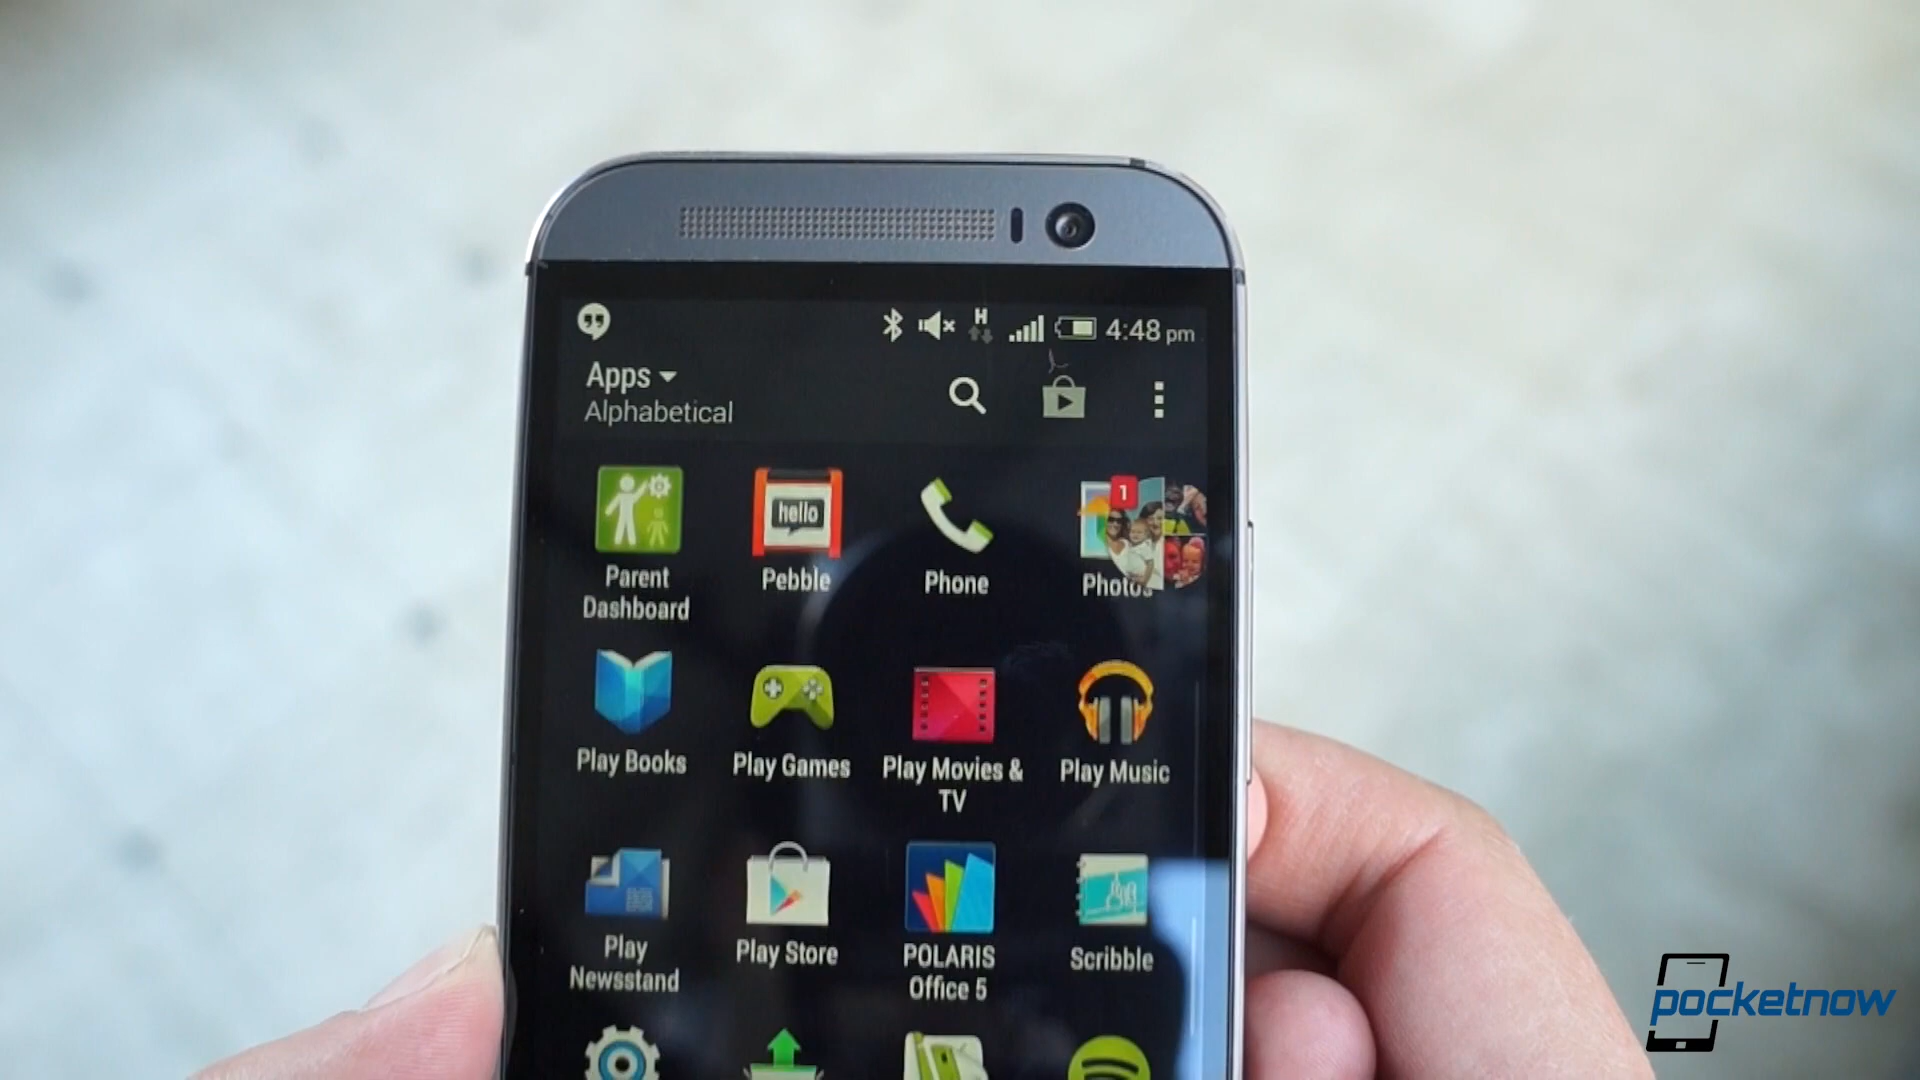 H
4:48 pm
Apps
Alphabetical
hello
1
Parent
Dashboard
Pebble
Phone
Photos
Play Books
Play Games
Play Movies &
TV
Play Music
Play
Newsstand
Play Store
POLARIS
Office 5
Scribble
pocketnow